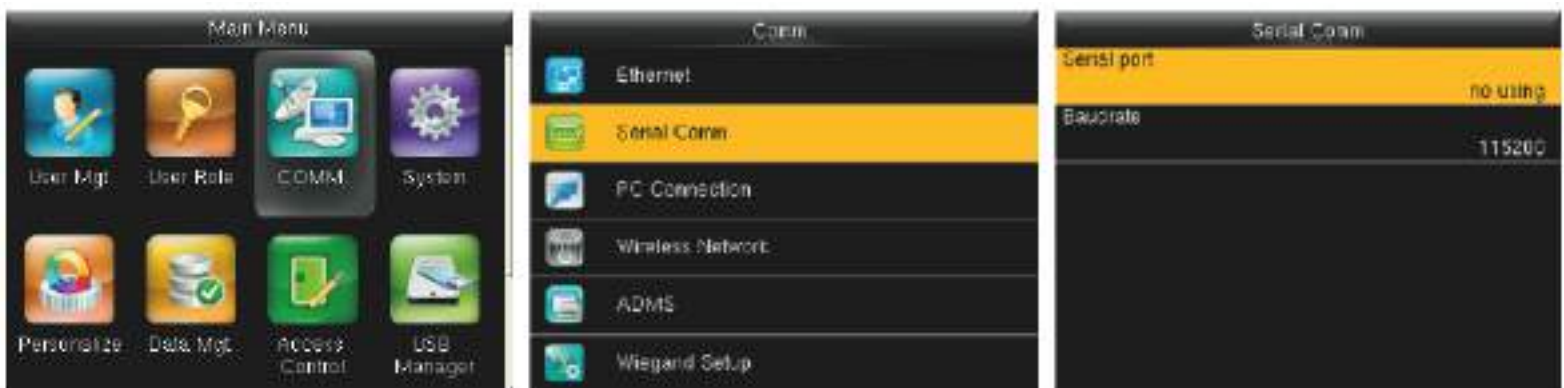 Main Menu
User Mgt
User Role
COMM.
System
Personalize
Data Mgt.
Access
Control
USB
Manager
Comm.
Ethernet
Serial Comm
PC Connection
Wireless Network
ADMS
Wiegand Setup
Serial Comm
Serial port
no using
Baudrate
115200